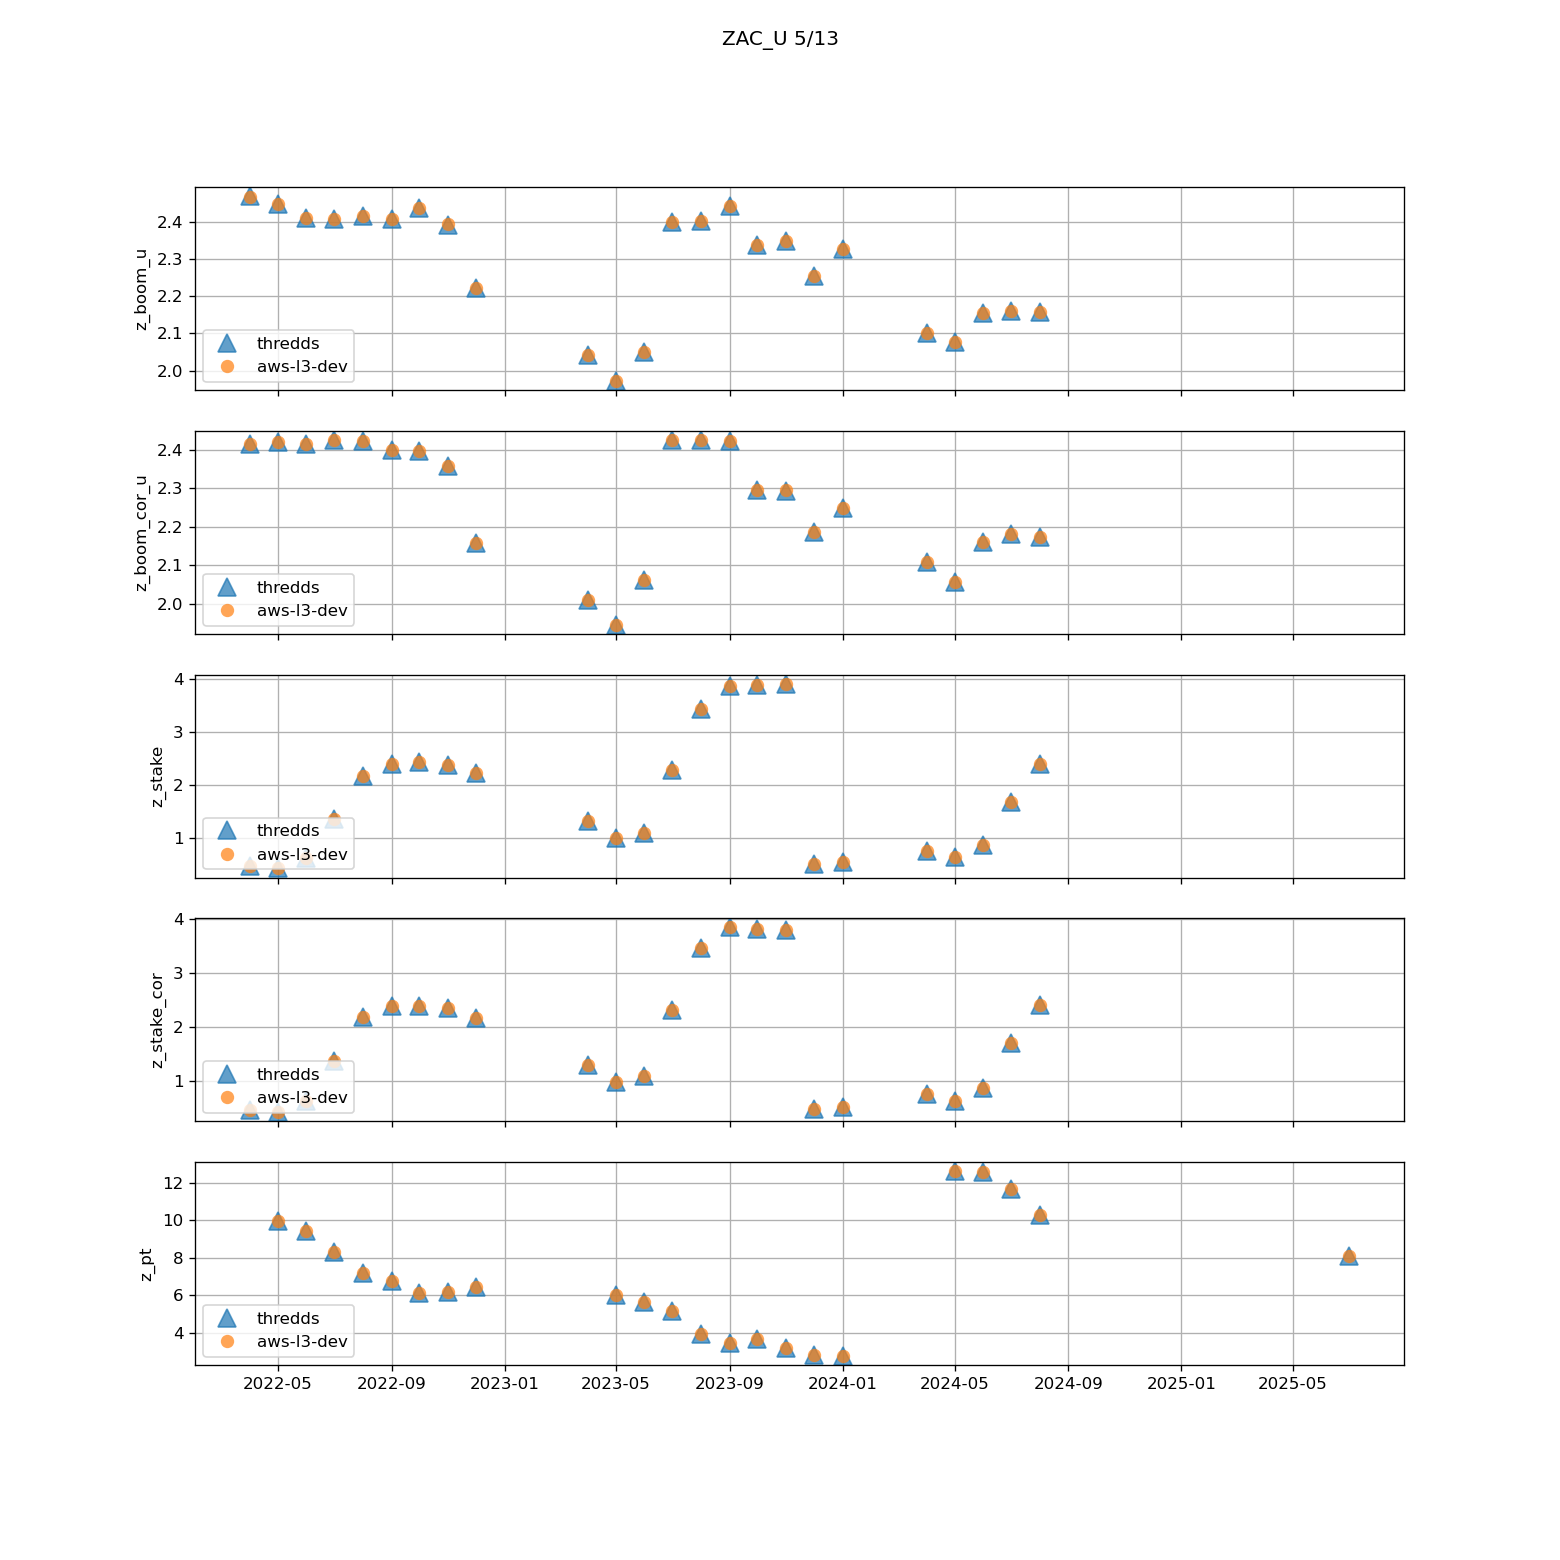 ZAC_U 5/13
z_boom_u
2.4
2.3
2.2
2.1
2.0
thredds
aws-l3-dev
z_boom_cor_u
2.4
2.3
2.2
2.1
2.0
thredds
aws-l3-dev
z_stake
4
3
2
1
thredds
aws-l3-dev
z_stake_cor
4
3
2
1
thredds
aws-l3-dev
z_pt
12
10
8
6
4
thredds
aws-l3-dev
2022-05 2022-09 2023-01 2023-05 2023-09 2024-01 2024-05 2024-09 2025-01 2025-05